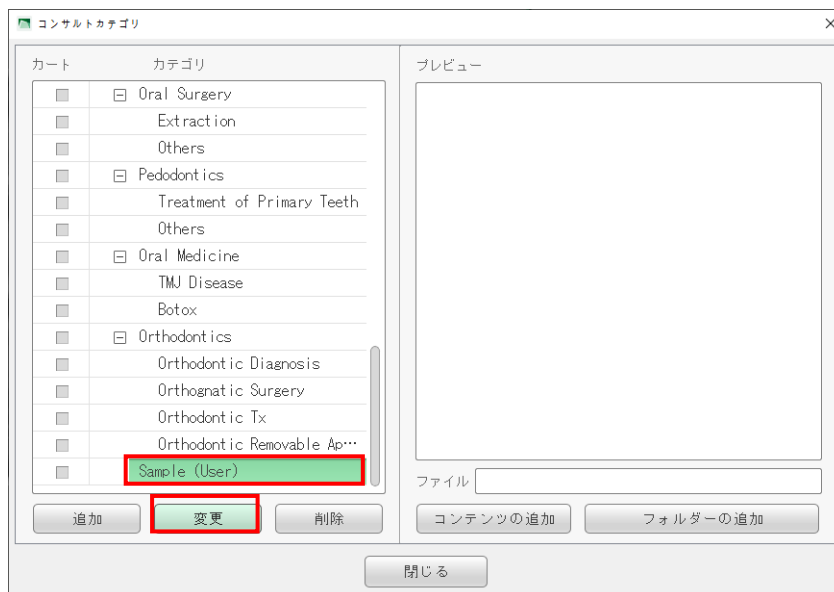 コンサルトカテゴリ
カート カテゴリ
Oral Surgery
Extraction
Others
Pedodontics
Treatment of Primary Teeth
Others
Oral Medicine
TMJ Disease
Botox
Orthodontics
Orthodontic Diagnosis
Orthognatic Surgery
Orthodontic Tx
Orthodontic Removable Ap…
Sample (User)
追加 変更 削除
プレビュー
ファイル
コンテンツの追加 フォルダーの追加
閉じる